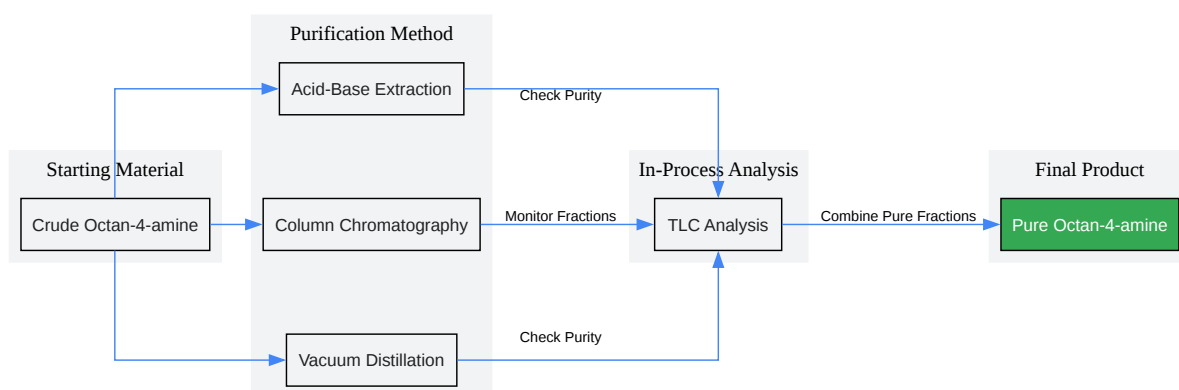 Purification Method
Acid-Base Extraction
Check Purity
Starting Material
In-Process Analysis
Final Product
Crude Octan-4-amine
Column Chromatography
Monitor Fractions
TLC Analysis
Combine Pure Fractions
Pure Octan-4-amine
Check Purity
Vacuum Distillation